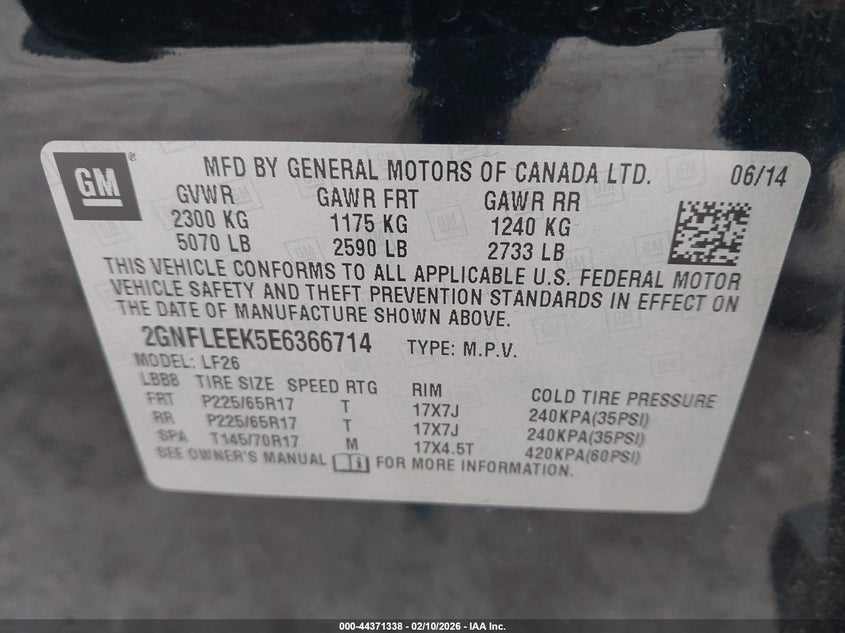 GM
MFD BY GENERAL MOTORS OF CANADA LTD. 06/14
GVWR GAWR FRT GAWR RR
2300 KG 1175 KG 1240 KG
5070 LB 2590 LB 2733 LB
THIS VEHICLE CONFORMS TO ALL APPLICABLE U.S. FEDERAL MOTOR
VEHICLE SAFETY AND THEFT PREVENTION STANDARDS IN EFFECT ON
THE DATE OF MANUFACTURE SHOWN ABOVE.
2GNFLEEK5E6366714 TYPE: M.P.V.
MODEL: LF26
LBBB TIRE SIZE SPEED RTG RIM COLD TIRE PRESSURE
FRT P225/65R17 T 17X7J 240KPA(35PSI)
RR P225/65R17 T 17X7J 240KPA(35PSI)
SPA T145/70R17 M 17X4.5T 420KPA(60PSI)
SEE OWNER'S MANUAL FOR MORE INFORMATION.
000-44371338 - 02/10/2026 - IAA Inc.